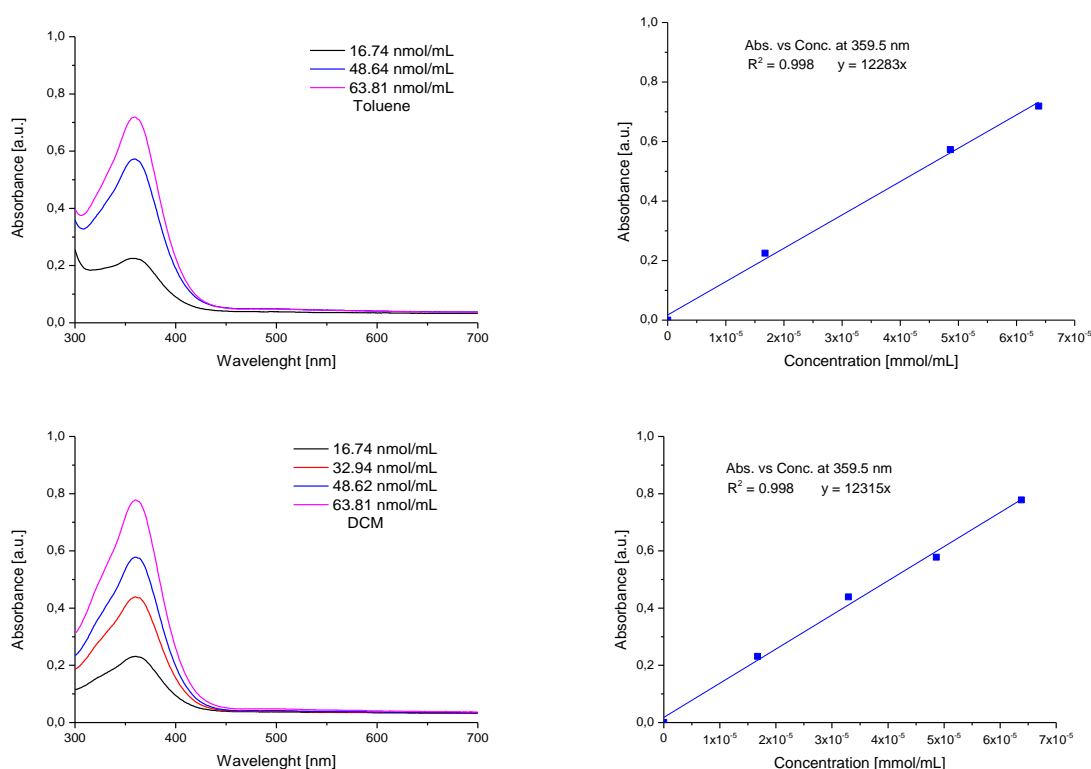 1,0
0,8
0,6
0,4
0,2
0,0
Absorbance [a.u.]
16.74 nmol/mL
48.64 nmol/mL
63.81 nmol/mL
Toluene
300 400 500 600 700
Wavelenght [nm]
1,0
0,8
0,6
0,4
0,2
0,0
Absorbance [a.u.]
Abs. vs Conc. at 359.5 nm
R² = 0.998 y = 12283x
0 1x10⁻⁵ 2x10⁻⁵ 3x10⁻⁵ 4x10⁻⁵ 5x10⁻⁵ 6x10⁻⁵ 7x10⁻⁵
Concentration [mmol/mL]
1,0
0,8
0,6
0,4
0,2
0,0
Absorbance [a.u.]
16.74 nmol/mL
32.94 nmol/mL
48.62 nmol/mL
63.81 nmol/mL
DCM
300 400 500 600 700
Wavelenght [nm]
1,0
0,8
0,6
0,4
0,2
0,0
Absorbance [a.u.]
Abs. vs Conc. at 359.5 nm
R² = 0.998 y = 12315x
0 1x10⁻⁵ 2x10⁻⁵ 3x10⁻⁵ 4x10⁻⁵ 5x10⁻⁵ 6x10⁻⁵ 7x10⁻⁵
Concentration [mmol/mL]